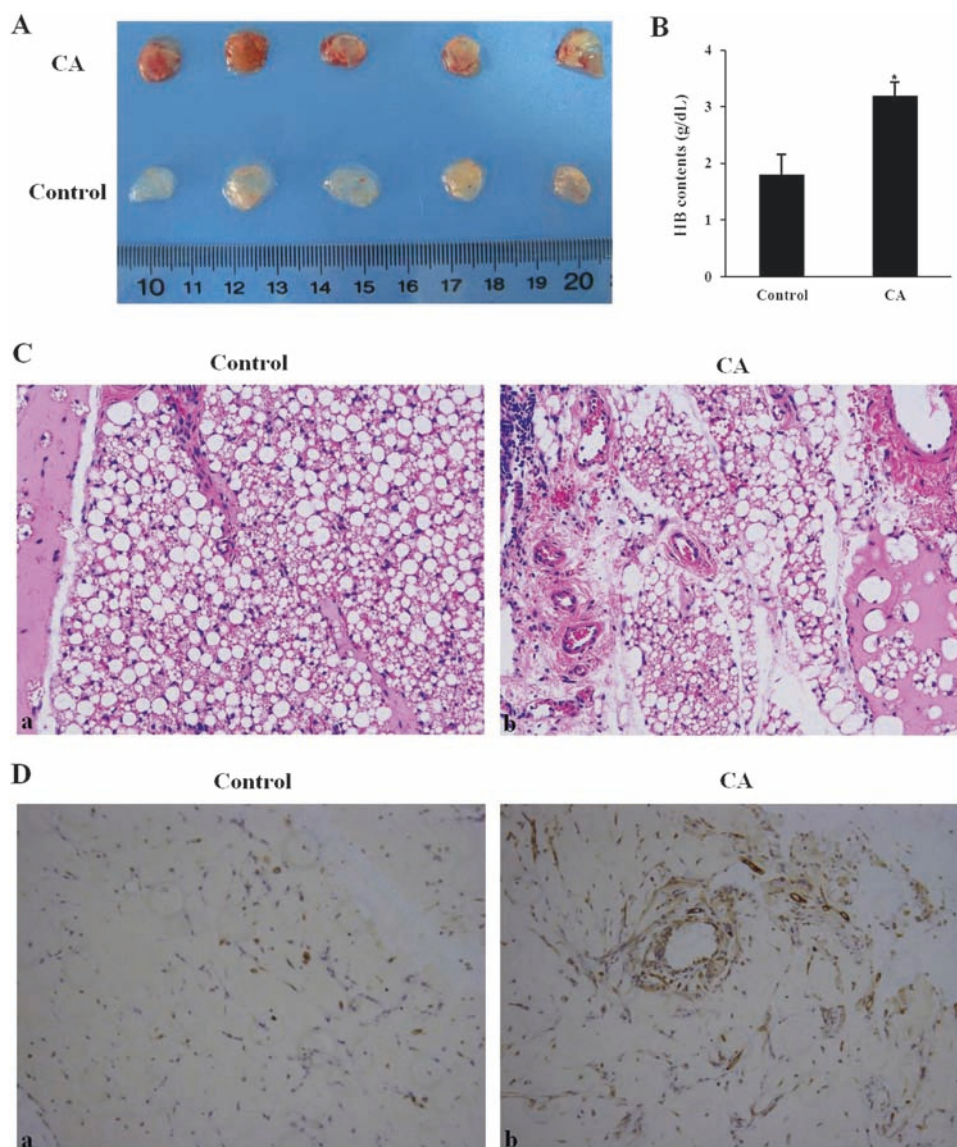 A
CA
Control
10 11 12 13 14 15 16 17 18 19 20
B
HB contents (g/dL)
4
3
2
1
0
*
Control
CA
C
Control
CA
a
b
D
Control
CA
a
b